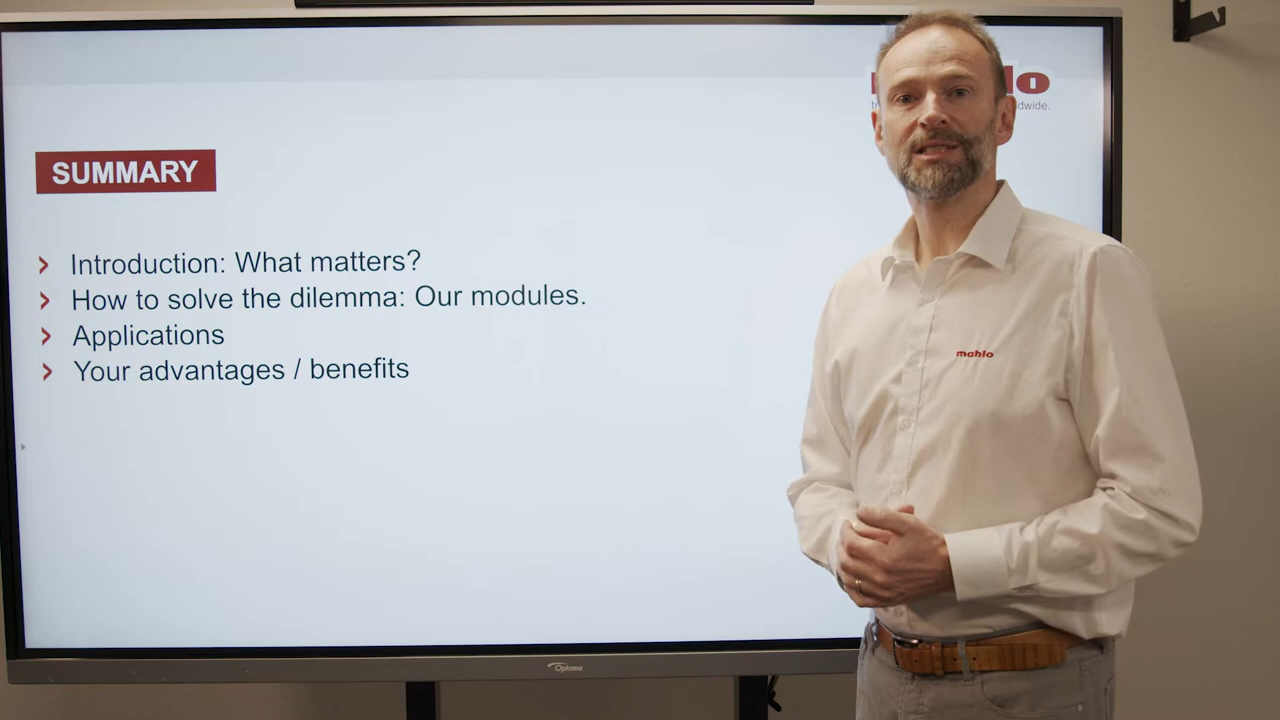 SUMMARY
› Introduction: What matters?
› How to solve the dilemma: Our modules.
› Applications
› Your advantages / benefits
mahlo
Optoma